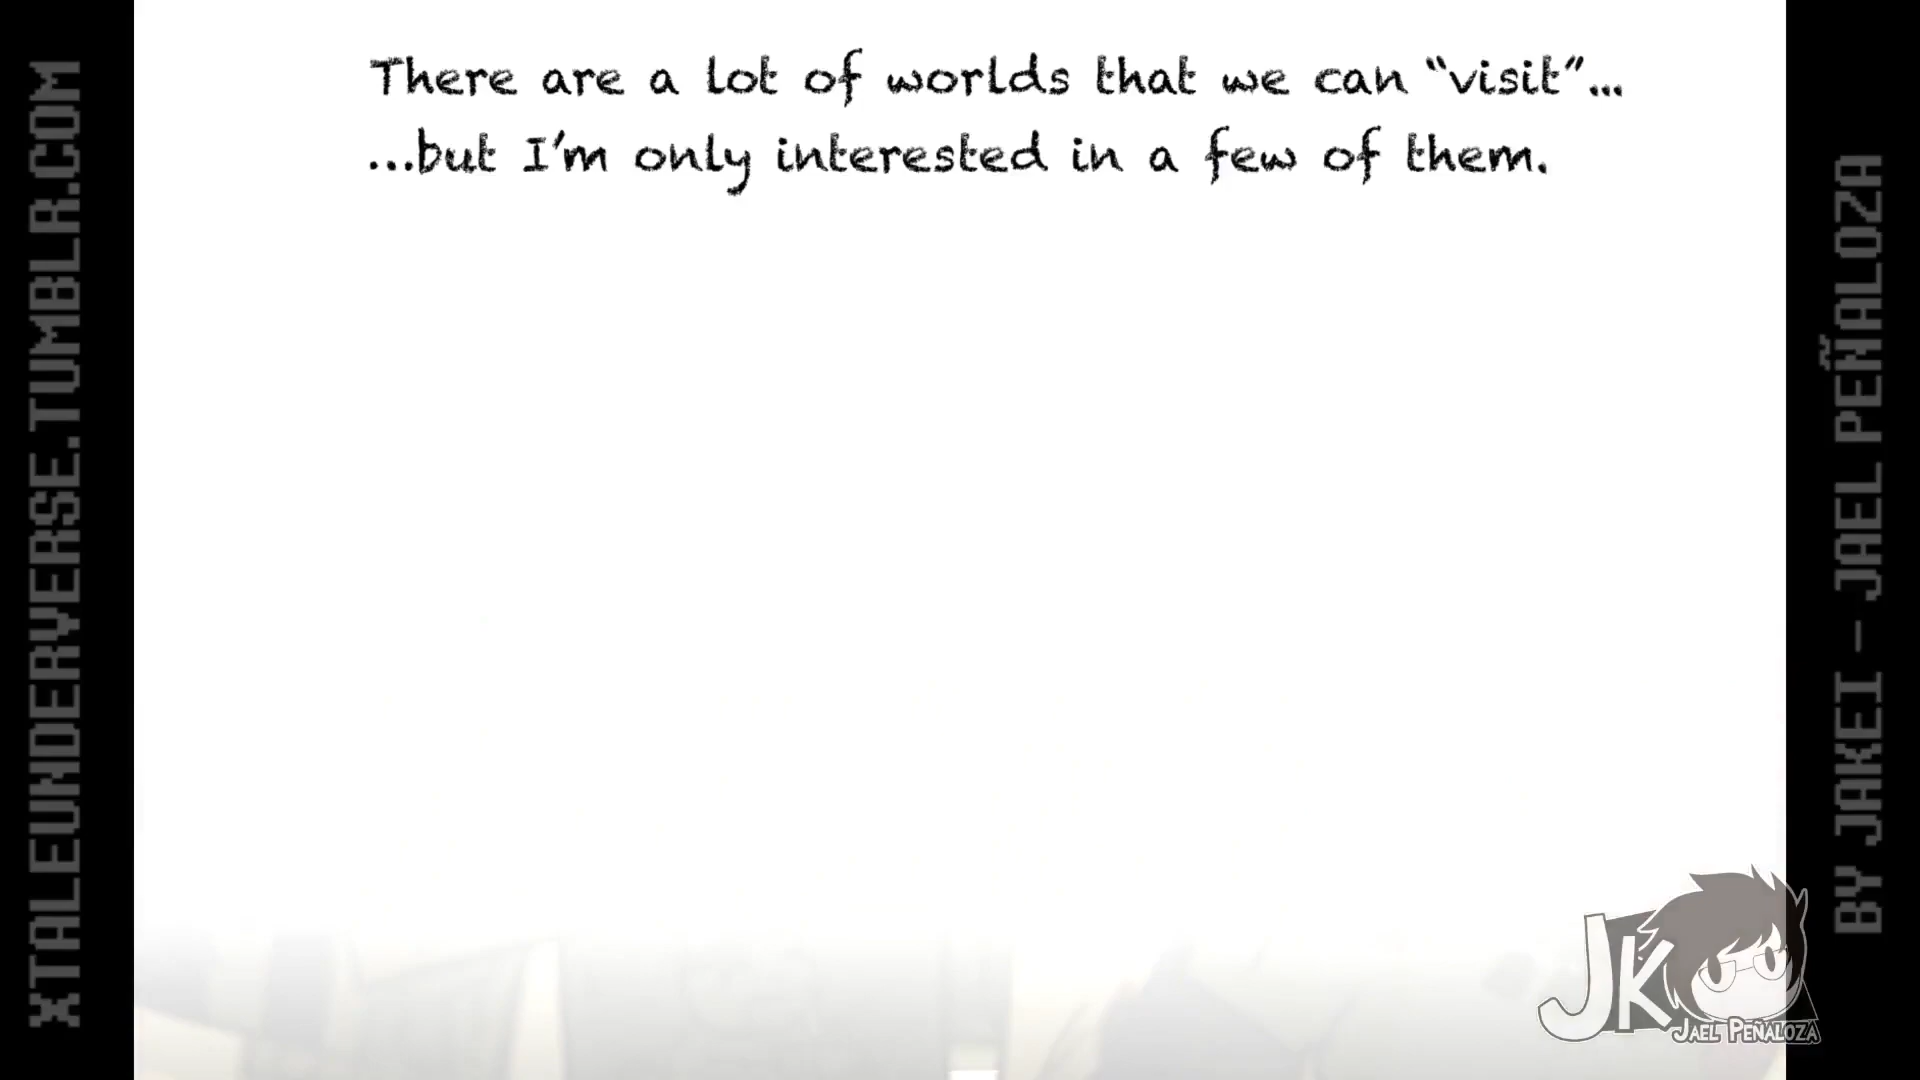 There are a lot of worlds that we can “visit”...
...but I'm only interested in a few of them.
XTALEUNDERVERSE.TUMBLR.COM
BY JAKEI - JAEL PEÑALOZA
JK
JAEL PEÑALOZA